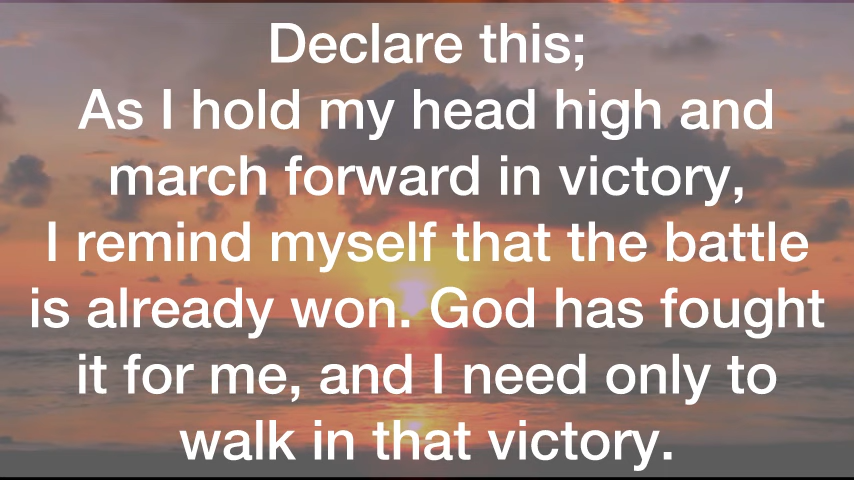 Declare this;
As I hold my head high and
march forward in victory,
I remind myself that the battle
is already won. God has fought
it for me, and I need only to
walk in that victory.